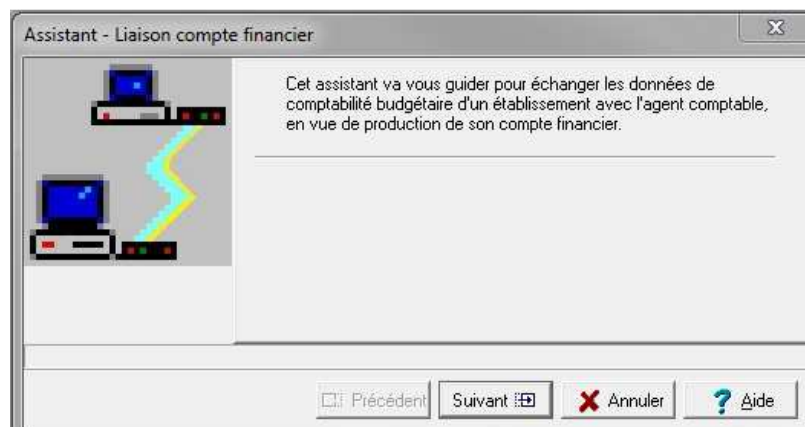 Assistant - Liaison compte financier
Cet assistant va vous guider pour échanger les données de
comptabilité budgétaire d'un établissement avec l'agent comptable,
en vue de production de son compte financier.
Précédent Suivant Annuler Aide